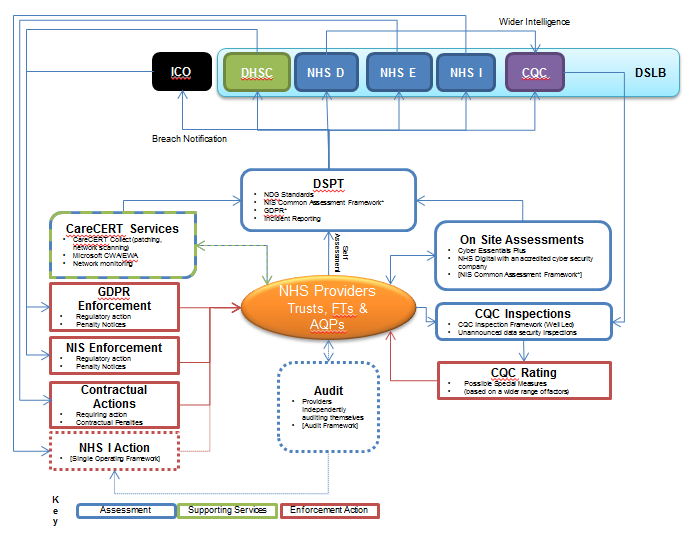 Wider Intelligence
ICO
DHSC
NHS D
NHS E
NHS I
CQC
DSLB
Breach Notification
DSPT
NDG Standards
NIS Common Assessment Framework*
GDPR*
Incident Reporting
CareCERT Services
CareCERT Collect (patching,
Network scanning)
Microsoft CWA/EWA
Network monitoring
Self
Assessment
On Site Assessments
Cyber Essentials Plus
NHS Digital with an accredited cyber security
company
[NIS Common Assessment Framework*]
GDPR
Enforcement
Regulatory action
Penalty Notices
NHS Providers
Trusts, FTs &
AQPs
CQC Inspections
CQC Inspection Framework (Well Led)
Unannounced data security inspections
NIS Enforcement
Regulatory action
Penalty Notices
CQC Rating
Possible Special Measures
(based on a wider range of factors)
Contractual
Actions
Requiring action
Contractual Penalties
Audit
Providers
independently
auditing themselves
[Audit Framework]
NHS I Action
[Single Operating Framework]
Key
Assessment
Supporting Services
Enforcement Action